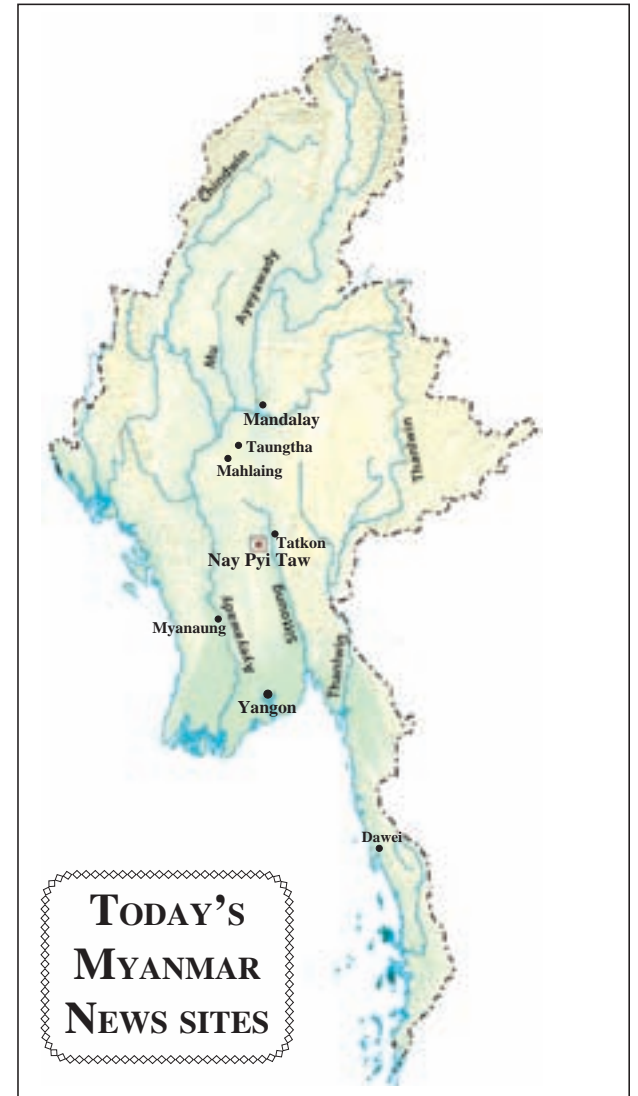 Chindwin
Ayeyawady
Mu
Mandalay
Taungtha
Mahlaing
Thanlwin
Tatkon
Nay Pyi Taw
Sittoung
Ayeyawady
Myanaung
Thanlwin
Yangon
Dawei
TODAY'S
MYANMAR
NEWS SITES